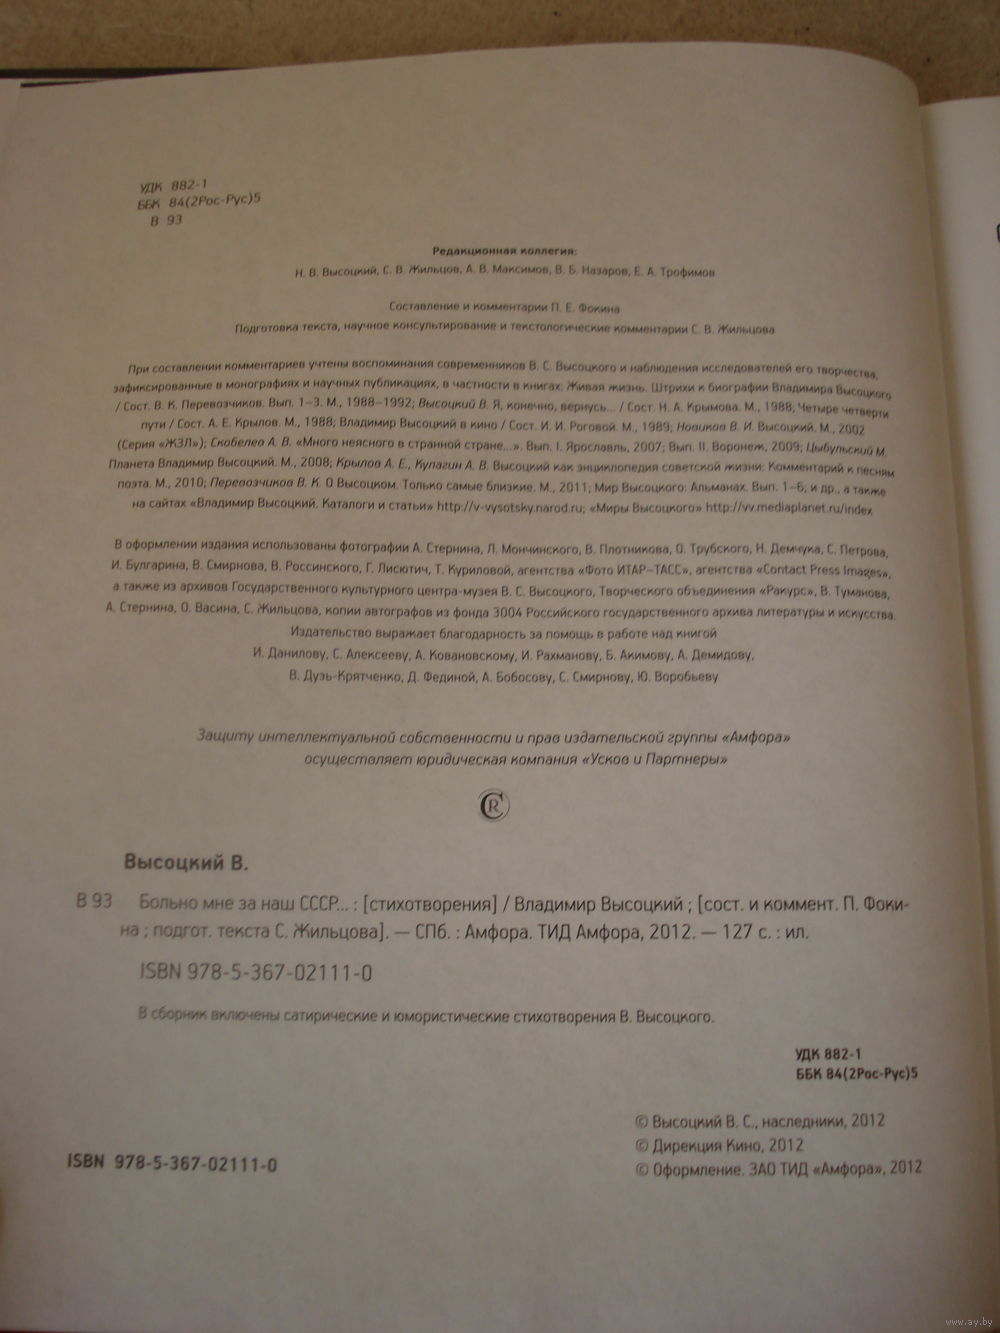 УДК 882-1
ББК 84(2Рос-Рус)5
В 93
Редакционная коллегия:
Н. В. Высоцкий, С. В. Жильцов, А. В. Максимов, В. Б. Назаров, Е. А. Трофимов
Составление и комментарии П. Е. Фокина
Подготовка текста, научное консультирование и текстологические комментарии С. В. Жильцова
При составлении комментариев учтены воспоминания современников В. С. Высоцкого и наблюдения исследователей его творчества,
зафиксированные в монографиях и научных публикациях, в частности в книгах: Живая жизнь. Штрихи к биографии Владимира Высоцкого
/ Сост. В. К. Перевозчиков. Вып. 1–3. М., 1988–1992; Высоцкий В. Я, конечно, вернусь... / Сост. Н. А. Крымова. М., 1988; Четыре четверти
пути / Сост. А. Е. Крылов. М., 1988; Владимир Высоцкий в кино / Сост. И. И. Роговой. М., 1989; Новиков В. И. Высоцкий. М., 2002
(Серия «ЖЗЛ»); Скобелев А. В. «Много неясного в странной стране...». Вып. I. Ярославль, 2007; Вып. II. Воронеж, 2009; Цыбульский М.
Планета Владимир Высоцкий. М., 2008; Крылов А. Е., Кулагин А. В. Высоцкий как энциклопедия советской жизни: Комментарий к песням
поэта. М., 2010; Перевозчиков В. К. О Высоцком. Только самые близкие. М., 2011; Мир Высоцкого: Альманах. Вып. 1–6; и др., а также
на сайтах «Владимир Высоцкий. Каталоги и статьи» http://v-vysotsky.narod.ru; «Миры Высоцкого» http://vv.mediaplanet.ru/index
В оформлении издания использованы фотографии А. Стернина, Л. Мончинского, В. Плотникова, О. Трубского, Н. Демчука, С. Петрова,
И. Булгарина, В. Смирнова, В. Россинского, Г. Лисютич, Т. Куриловой, агентства «Фото ИТАР–ТАСС», агентства «Contact Press Images»,
а также из архивов Государственного культурного центра-музея В. С. Высоцкого, Творческого объединения «Ракурс», В. Туманова,
А. Стернина, О. Васина, С. Жильцова, копии автографов из фонда 3004 Российского государственного архива литературы и искусства.
Издательство выражает благодарность за помощь в работе над книгой
И. Данилову, С. Алексееву, А. Ковановскому, И. Рахманову, Б. Акимову, А. Демидову,
В. Дузь-Крятченко, Д. Фединой, А. Бобосову, С. Смирнову, Ю. Воробьеву
Защиту интеллектуальной собственности и прав издательской группы «Амфора»
осуществляет юридическая компания «Усков и Партнеры»
CR
Высоцкий В.
В 93 Больно мне за наш СССР... : [стихотворения] / Владимир Высоцкий ; [сост. и коммент. П. Фоки-
на ; подгот. текста С. Жильцова]. — СПб. : Амфора. ТИД Амфора, 2012. — 127 с. : ил.
ISBN 978-5-367-02111-0
В сборник включены сатирические и юмористические стихотворения В. Высоцкого.
УДК 882-1
ББК 84(2Рос-Рус)5
© Высоцкий В. С., наследники, 2012
© Дирекция Кино, 2012
© Оформление. ЗАО ТИД «Амфора», 2012
ISBN 978-5-367-02111-0
www.ay.by